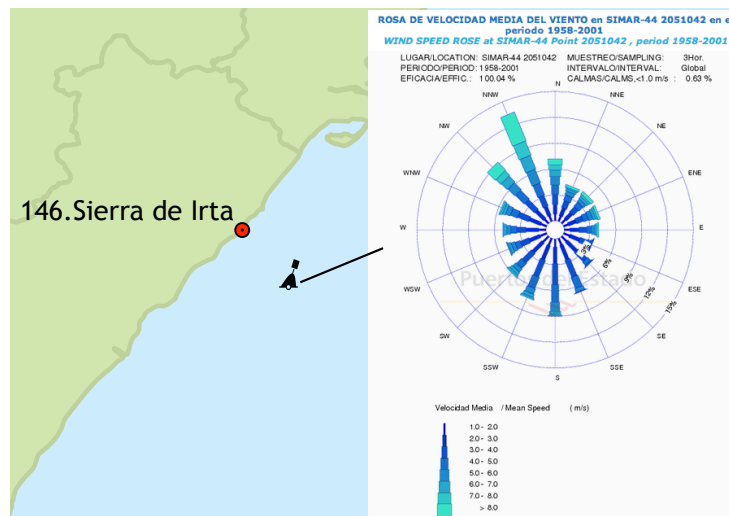 146.Sierra de Irta
ROSA DE VELOCIDAD MEDIA DEL VIENTO en SIMAR-44 2051042 en e
periodo 1958-2001
WIND SPEED ROSE at SIMAR-44 Point 2051042 , period 1958-2001
LUGAR/LOCATION: SIMAR-44 2051042 MUESTREO/SAMPLING: 3Hor.
PERIODO/PERIOD: 1958-2001 INTERVALO/INTERVAL: Global
EFICACIA/EFFIC.: 100.04 % CALMAS/CALMS,<1.0 m/s : 0.63 %
N
NNW NNE
NW NE
WNW ENE
W E
3%
6%
9%
12%
15%
Puertos del Estado
WSW ESE
SW SE
SSW SSE
S
Velocidad Media / Mean Speed (m/s)
1.0 - 2.0
2.0 - 3.0
3.0 - 4.0
4.0 - 5.0
5.0 - 6.0
6.0 - 7.0
7.0 - 8.0
> 8.0